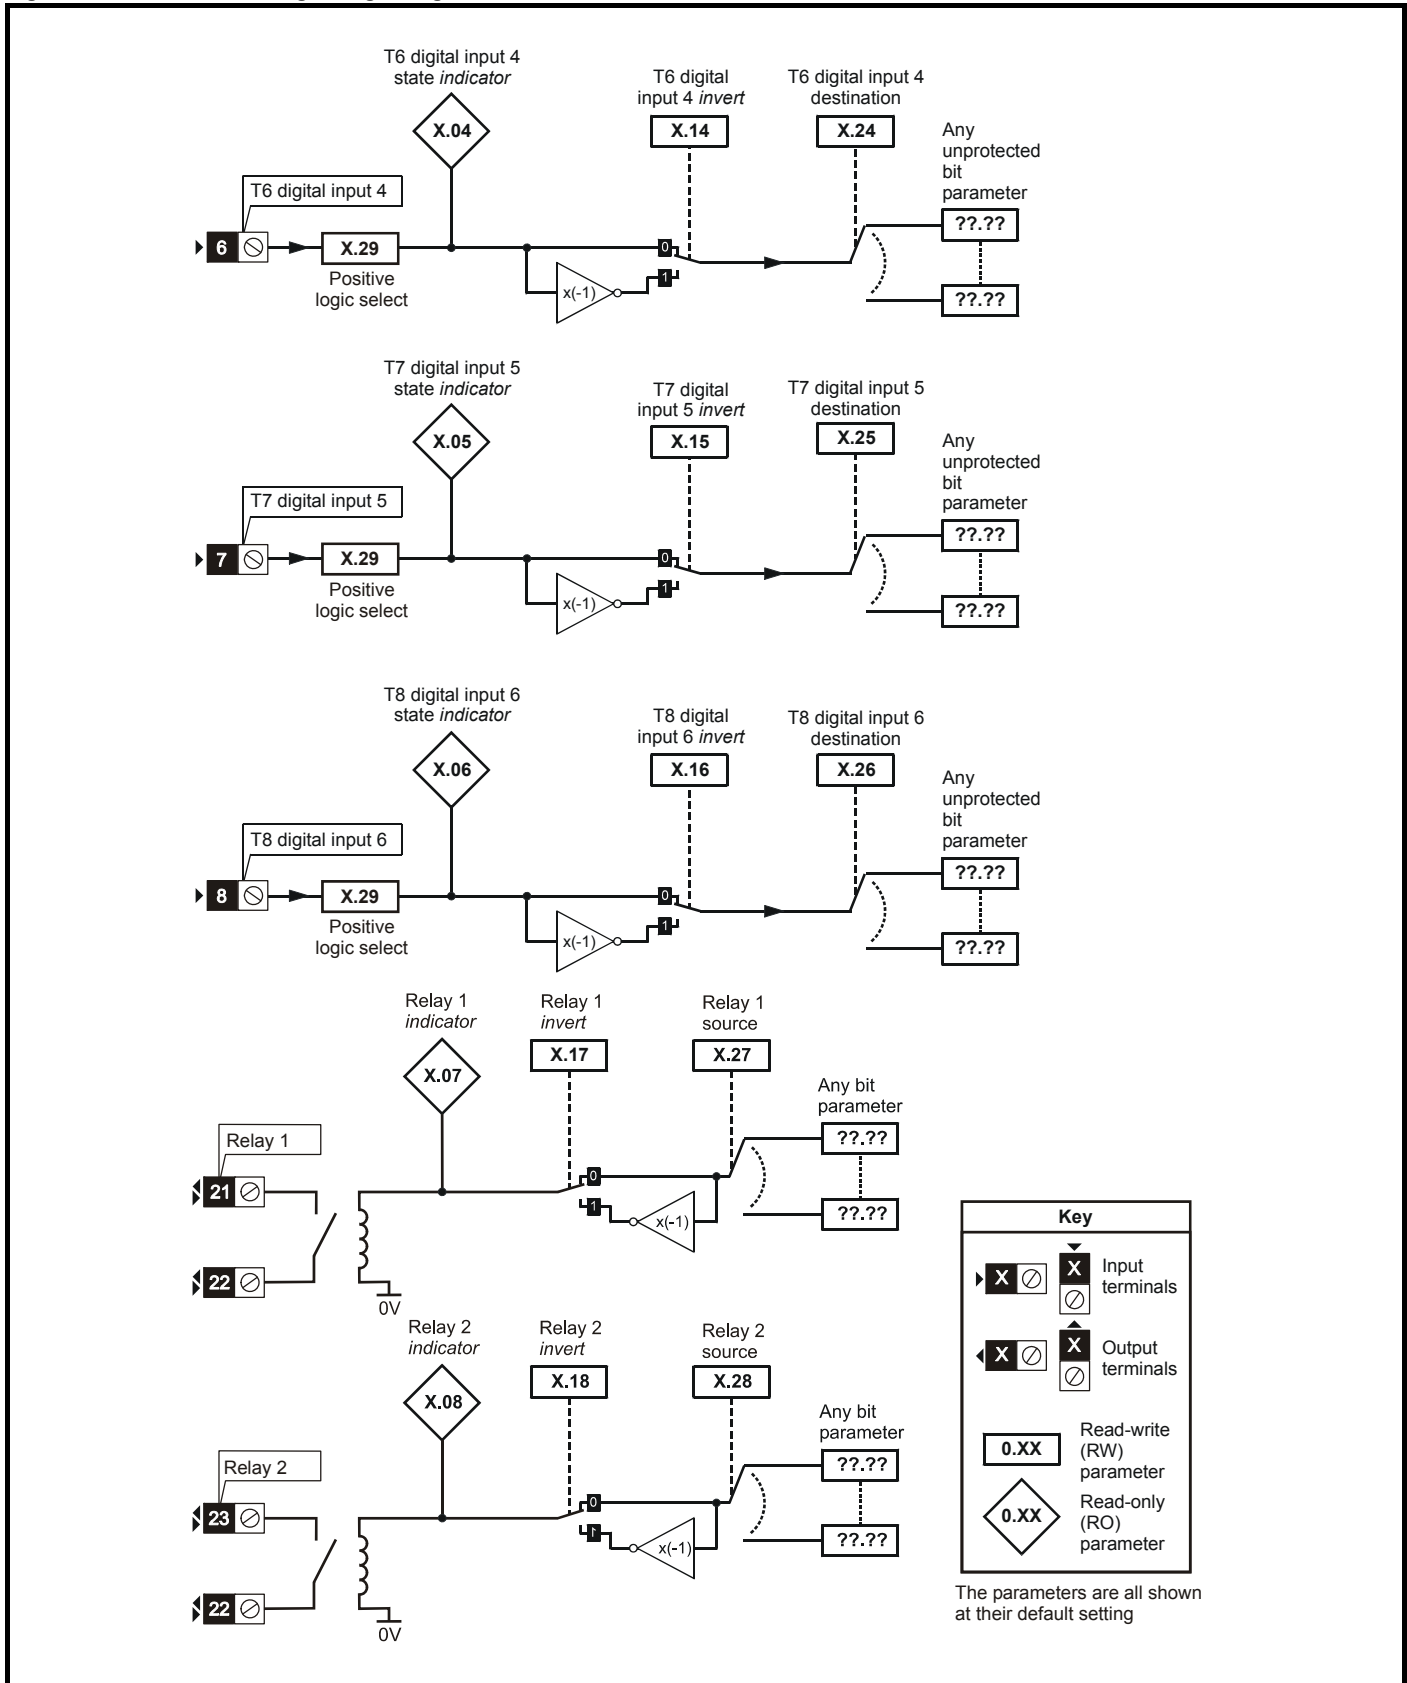 T6 digital input 4
state indicator
X.04
T6 digital
input 4 invert
X.14
T6 digital input 4
destination
X.24
Any
unprotected
bit
parameter
??.??
??.??
T6 digital input 4
6
X.29
Positive
logic select
x(-1)
0
1
T7 digital input 5
state indicator
X.05
T7 digital
input 5 invert
X.15
T7 digital input 5
destination
X.25
Any
unprotected
bit
parameter
??.??
??.??
T7 digital input 5
7
X.29
Positive
logic select
x(-1)
0
1
T8 digital input 6
state indicator
X.06
T8 digital
input 6 invert
X.16
T8 digital input 6
destination
X.26
Any
unprotected
bit
parameter
??.??
??.??
T8 digital input 6
8
X.29
Positive
logic select
x(-1)
0
1
Relay 1
indicator
X.07
Relay 1
invert
X.17
Relay 1
source
X.27
Any bit
parameter
??.??
??.??
Relay 1
21
22
0V
0
1
x(-1)
Relay 2
indicator
X.08
Relay 2
invert
X.18
Relay 2
source
X.28
Any bit
parameter
??.??
??.??
Relay 2
23
22
0V
0
1
x(-1)
Key
X
X
Input
terminals
X
X
Output
terminals
0.XX
Read-write
(RW)
parameter
0.XX
Read-only
(RO)
parameter
The parameters are all shown
at their default setting